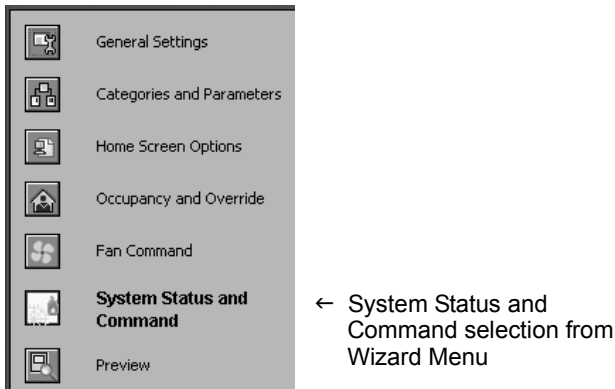 General Settings
Categories and Parameters
Home Screen Options
Occupancy and Override
Fan Command
System Status and
Command
Preview
← System Status and
Command selection from
Wizard Menu